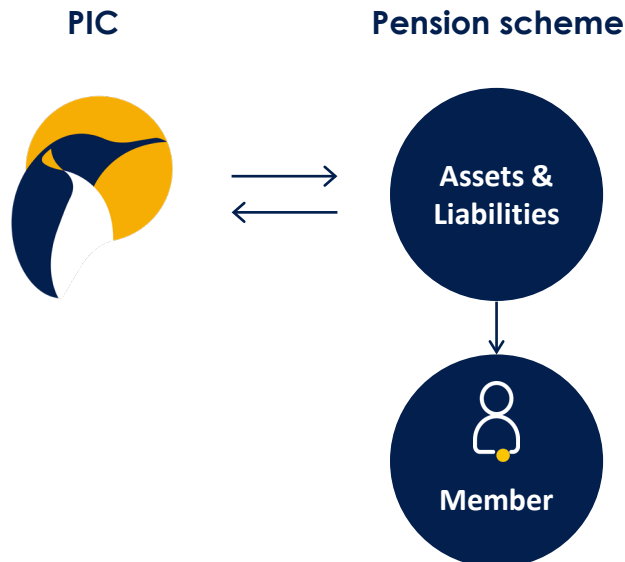 PIC
Pension scheme
Assets &
Liabilities
Member